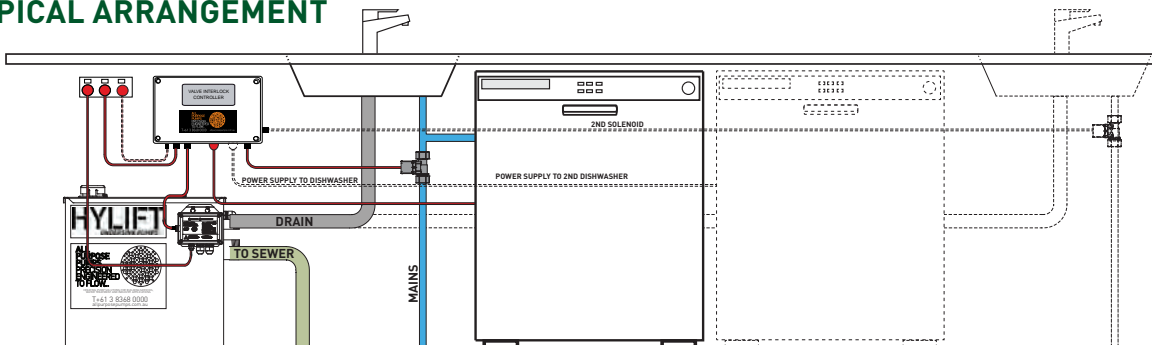 PICAL ARRANGEMENT
VALVE INTERLOCK
CONTROLLER
2ND SOLENOID
POWER SUPPLY TO DISHWASHER
POWER SUPPLY TO 2ND DISHWASHER
HYLIFT
DRAIN
TO SEWER
ALL
PURPOSE
PUMPS
PRECISION
ENGINEERED
TO FLOW.
T+61 3 8368 0000
allpurposepumps.com.au
MAINS